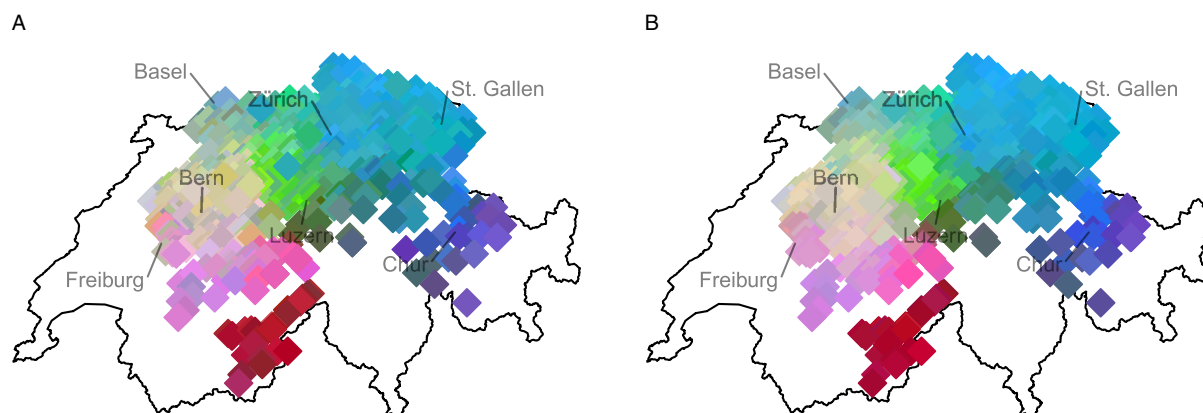 A
Basel
Zürich
St. Gallen
Bern
Luzern
Freiburg
Chur
B
Basel
Zürich
St. Gallen
Bern
Luzern
Freiburg
Chur